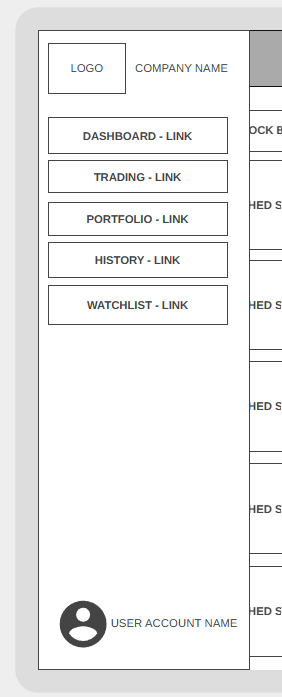 LOGO COMPANY NAME
DASHBOARD - LINK
OCK B
TRADING - LINK
HED S
PORTFOLIO - LINK
HISTORY - LINK
WATCHLIST - LINK
HED S
HED S
HED S
HED S
USER ACCOUNT NAME